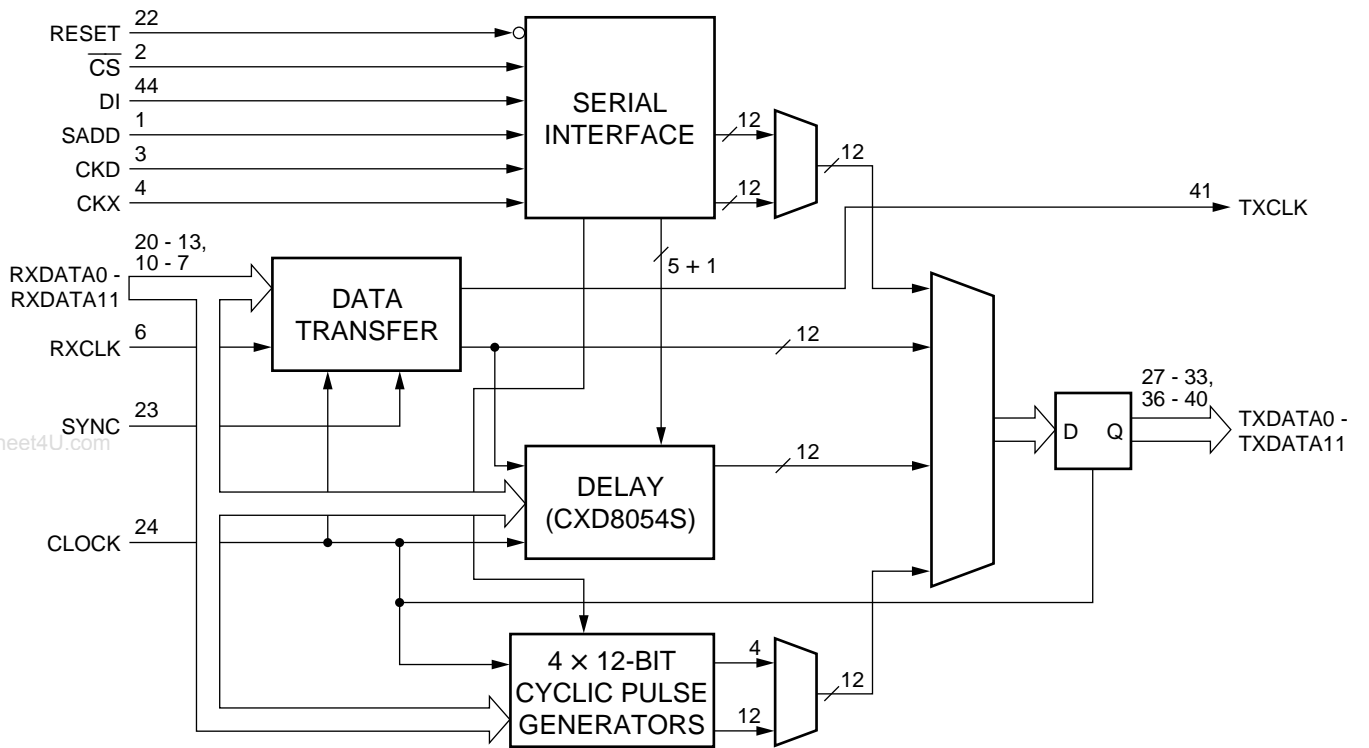 RESET 22
CS 2
DI 44
SADD 1
CKD 3
CKX 4
SERIAL
INTERFACE
12
12
12
41 TXCLK
RXDATA0 -
RXDATA11
20 - 13,
10 - 7
5 + 1
DATA
TRANSFER
RXCLK 6
12
SYNC 23
heet4U.com
27 - 33,
36 - 40
D Q
TXDATA0 -
TXDATA11
12
DELAY
(CXD8054S)
CLOCK 24
4 × 12-BIT
CYCLIC PULSE
GENERATORS
4
12
12